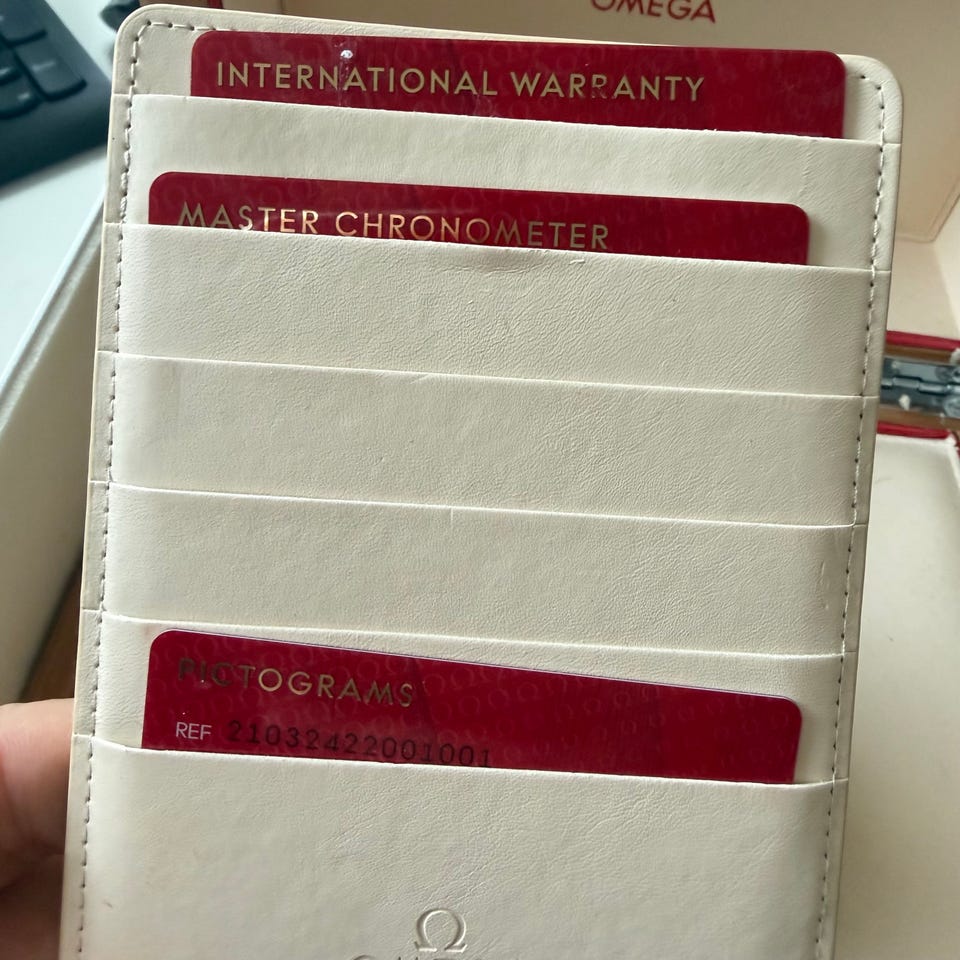 OMEGA
INTERNATIONAL WARRANTY
MASTER CHRONOMETER
PICTOGRAMS
REF 21032422001001
Ω